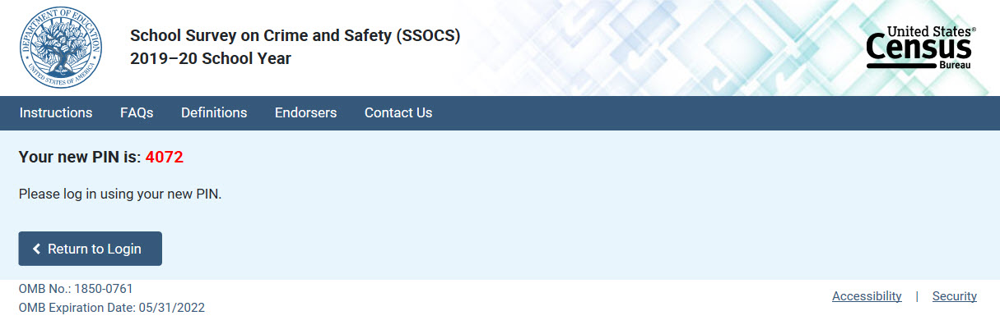 DEPARTMENT OF EDUCATION
UNITED STATES OF AMERICA
School Survey on Crime and Safety (SSOCS)
2019–20 School Year
United States®
Census
Bureau
Instructions FAQs Definitions Endorsers Contact Us
Your new PIN is: 4072
Please log in using your new PIN.
Return to Login
OMB No.: 1850-0761
OMB Expiration Date: 05/31/2022
Accessibility | Security